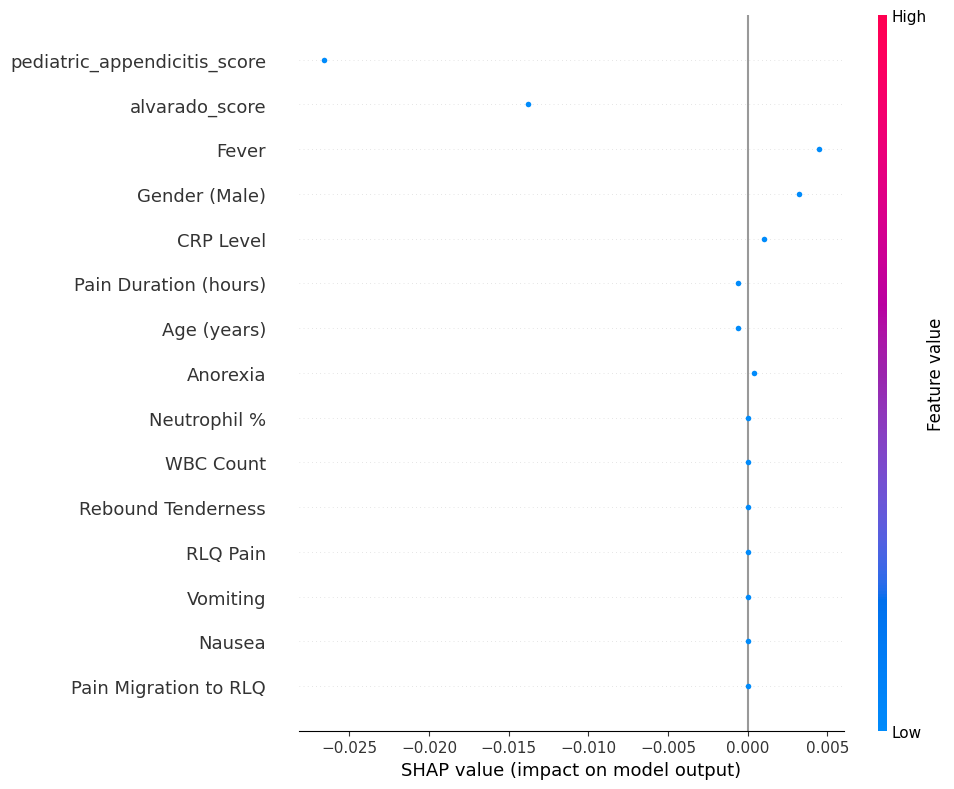 High
pediatric_appendicitis_score
alvarado_score
Fever
Gender (Male)
CRP Level
Pain Duration (hours)
Age (years)
Anorexia
Neutrophil %
WBC Count
Rebound Tenderness
RLQ Pain
Vomiting
Nausea
Pain Migration to RLQ
Feature value
Low
−0.025 −0.020 −0.015 −0.010 −0.005 0.000 0.005
SHAP value (impact on model output)